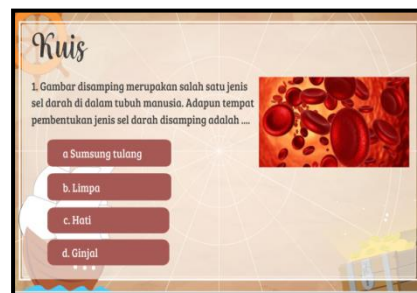 Kuis
1. Gambar disamping merupakan salah satu jenis
sel darah di dalam tubuh manusia. Adapun tempat
pembentukan jenis sel darah disamping adalah ....
a Sumsung tulang
b. Limpa
c. Hati
d. Ginjal